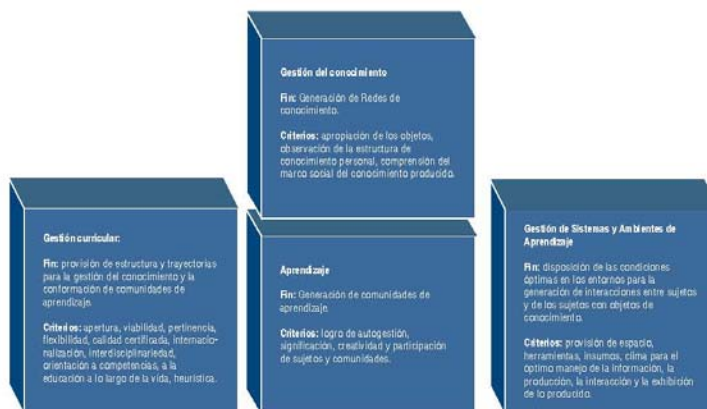 Gestión del conocimiento
Fin: Generación de Redes de
conocimiento.
Criterios: apropiación de los objetos,
observación de la estructura de
conocimiento personal, comprensión del
marco social del conocimiento producido.
Gestión curricular:
Fin: provisión de estructura y trayectorias
para la gestión del conocimiento y la
conformación de comunidades de
aprendizaje.
Criterios: apertura, viabilidad, pertinencia,
flexibilidad, calidad certificada, internacio-
nalización, interdisciplinariedad,
orientación a competencias, a la
educación a lo largo de la vida, heurística.
Aprendizaje
Fin: Generación de comunidades de
aprendizaje.
Criterios: logro de autogestión,
significación, creatividad y participación
de sujetos y comunidades.
Gestión de Sistemas y Ambientes de
Aprendizaje
Fin: disposición de las condiciones
óptimas en los entornos para la
generación de interacciones entre sujetos
y de los sujetos con objetos de
conocimiento.
Criterios: provisión de espacio,
herramientas, insumos, clima para el
óptimo manejo de la información, la
producción, la interacción y la exhibición
de lo producido.